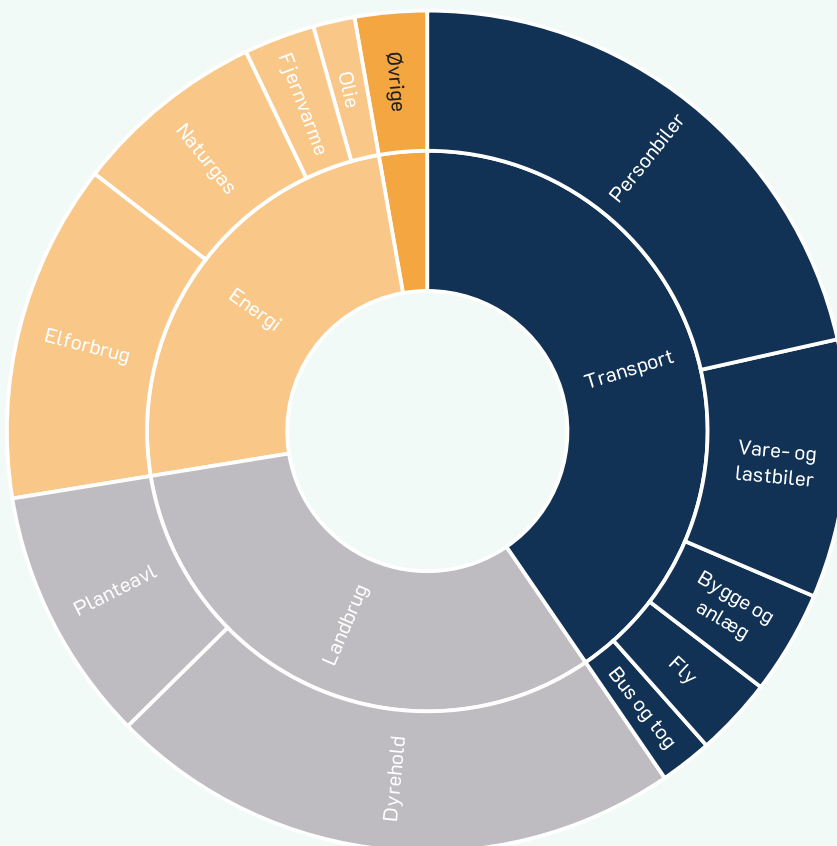 Personbiler
Vare- og
lastbiler
Bygge og
anlæg
Fly
Bus og tog
Dyrehold
Planteavl
Elforbrug
Naturgas
Fjernvarme
Olie
Øvrige
Transport
Landbrug
Energi